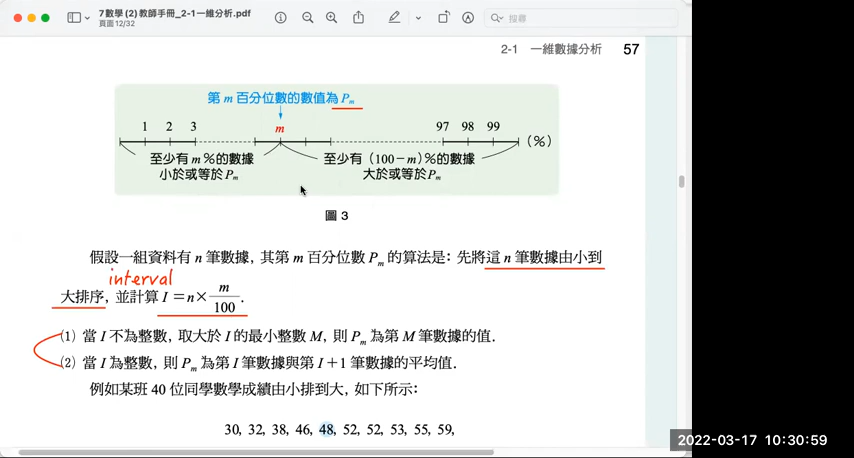 7數學(2)教師手冊_2-1一維分析.pdf
頁面 12/32
搜尋
2-1 一維數據分析 57
第 m 百分位數的數值為 Pm
1 2 3 m 97 98 99 (%)
至少有 m %的數據 至少有(100-m)%的數據
小於或等於 Pm 大於或等於 Pm
圖 3
假設一組資料有 n 筆數據,其第 m 百分位數 Pm 的算法是:先將這 n 筆數據由小到
interval
大排序,並計算 I = n × m/100.
(1) 當 I 不為整數,取大於 I 的最小整數 M,則 Pm 為第 M 筆數據的值.
(2) 當 I 為整數,則 Pm 為第 I 筆數據與第 I+1 筆數據的平均值.
例如某班 40 位同學數學成績由小排到大,如下所示:
30, 32, 38, 46, 48, 52, 52, 53, 55, 59,
2022-03-17 10:30:59